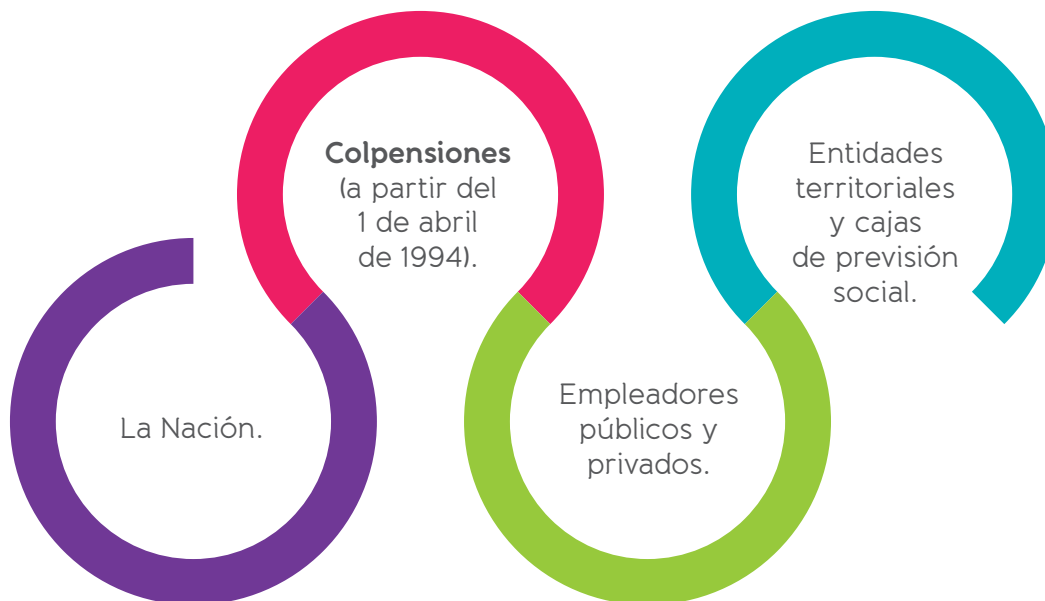 La Nación.
Colpensiones
(a partir del
1 de abril
de 1994).
Empleadores
públicos y
privados.
Entidades
territoriales
y cajas
de previsión
social.